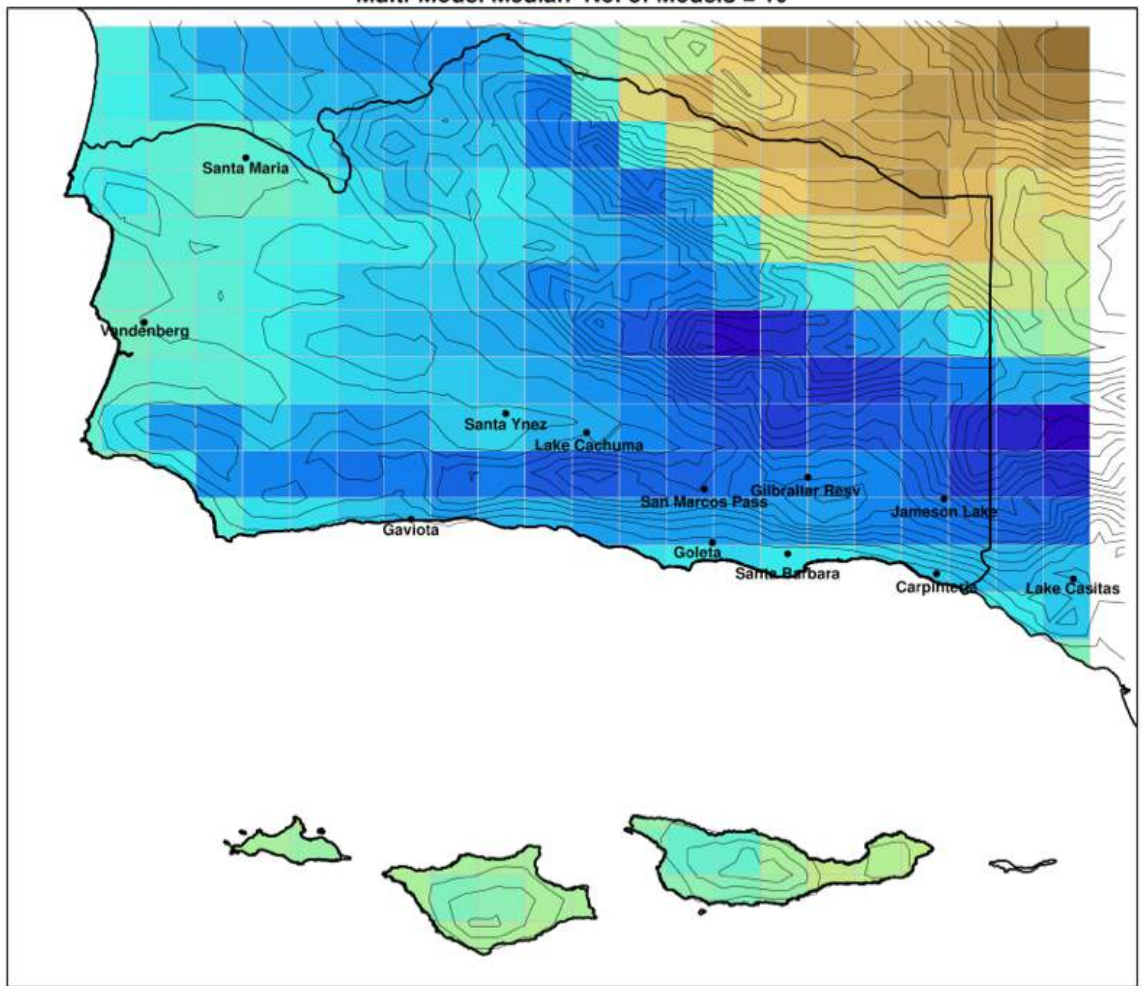 Multi-Model Median No. of Models = 10
Santa Maria
Vandenberg
Santa Ynez
Lake Cachuma
Gilbralter Resv
San Marcos Pass
Jameson Lake
Gaviota
Goleta
Santa Barbara
Carpinteria
Lake Casitas